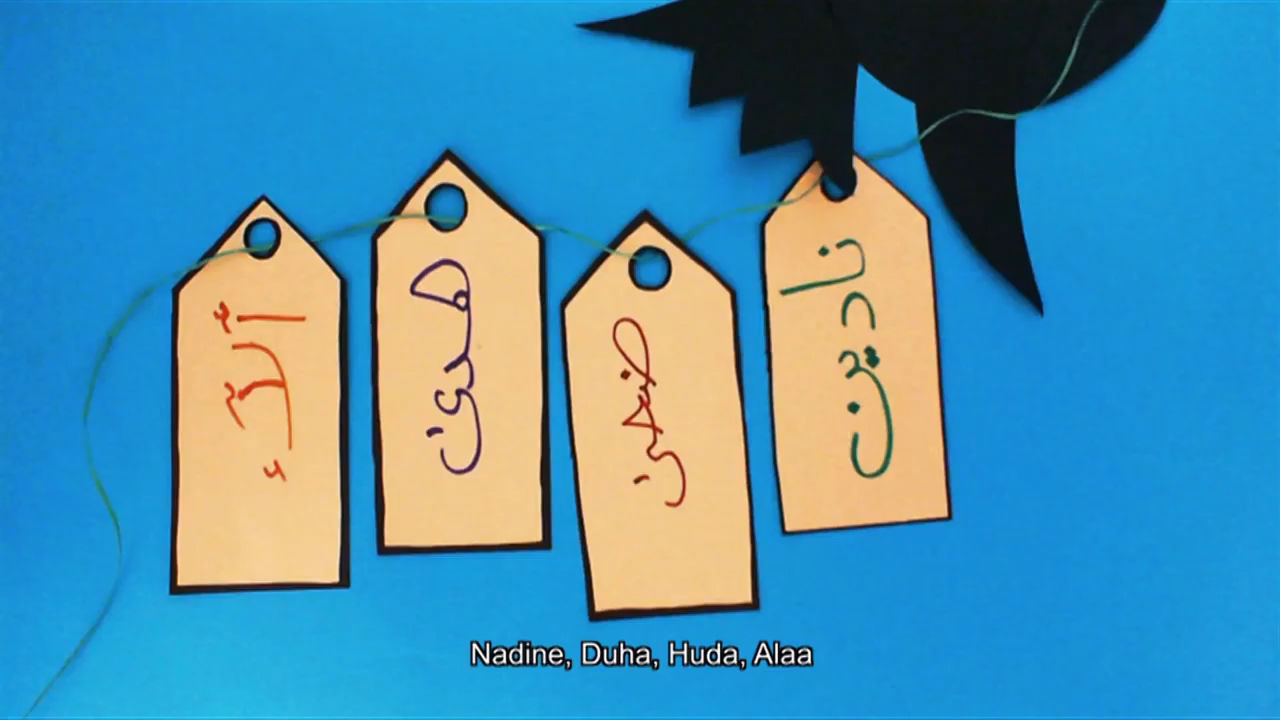 نادين
ضحى
هدى
آلاء
Nadine, Duha, Huda, Alaa